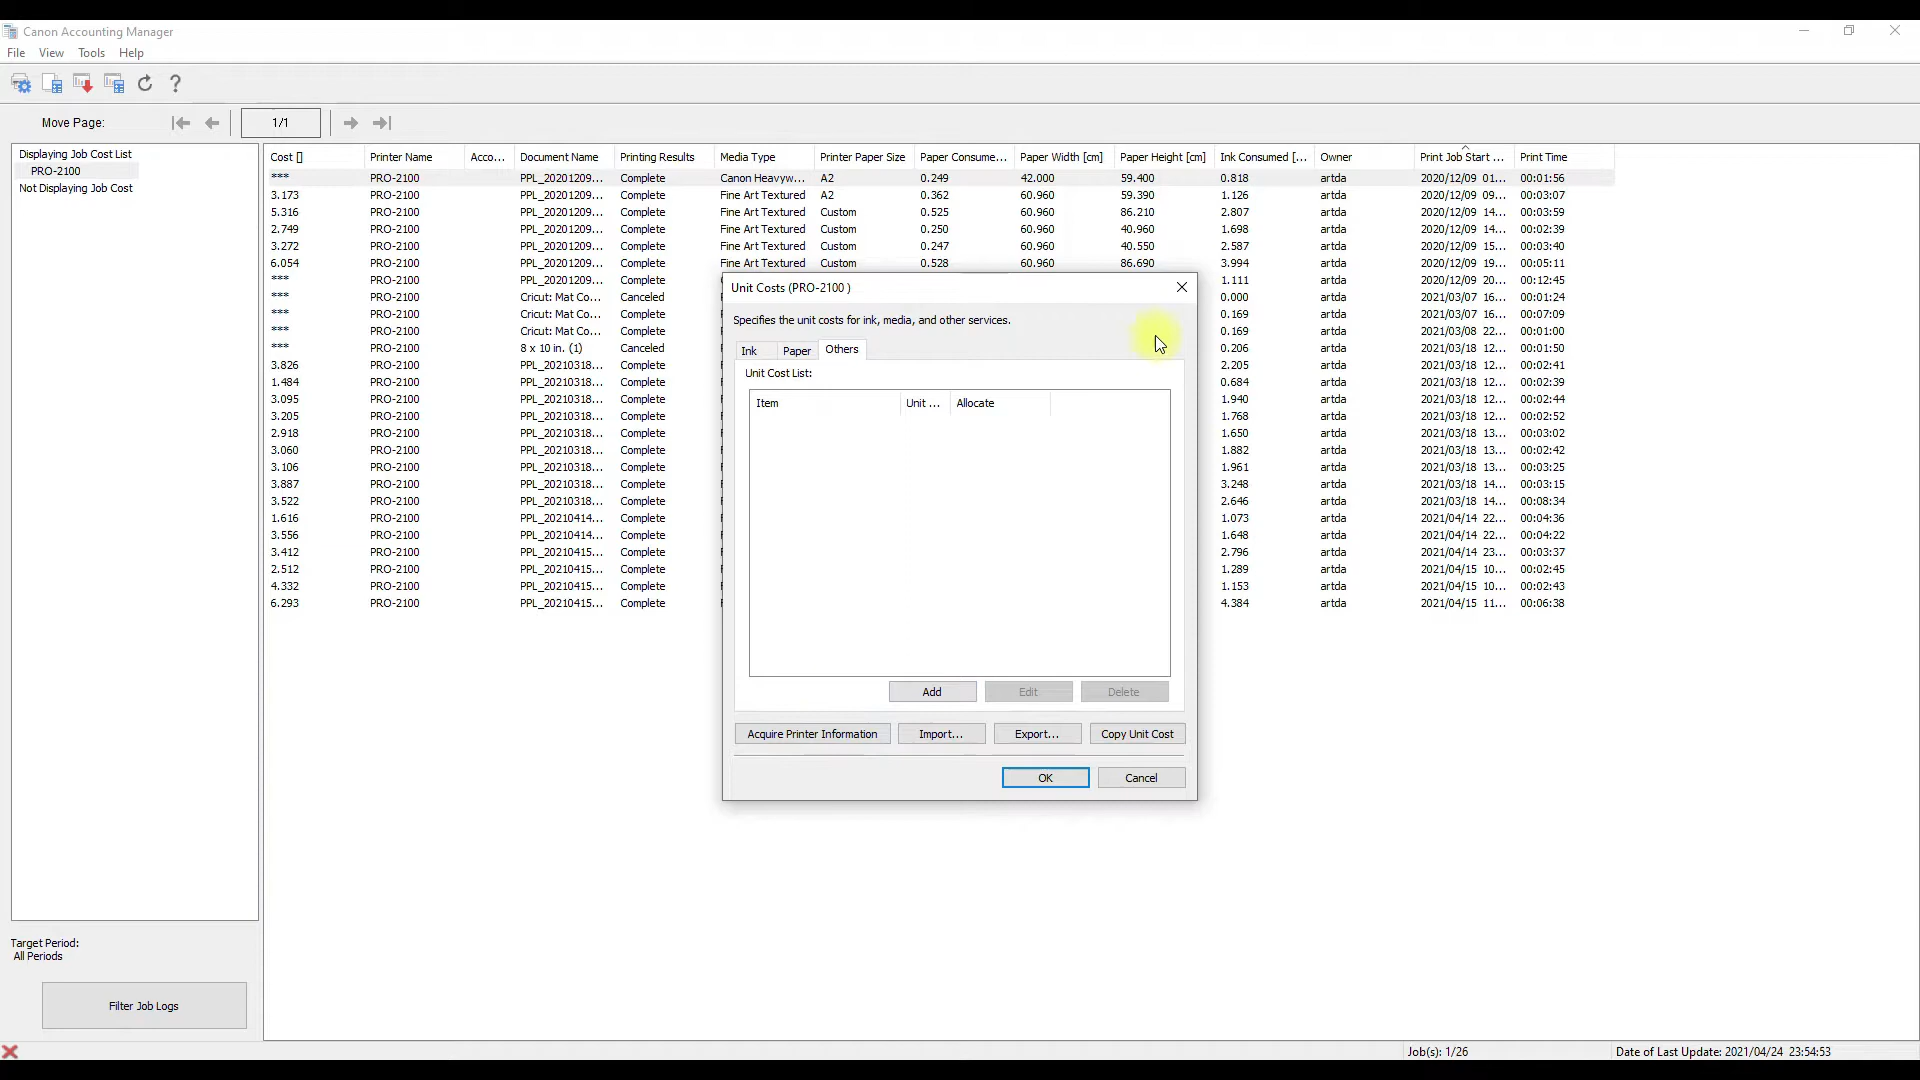 Canon Accounting Manager
File View Tools Help
Move Page: 1/1
Displaying Job Cost List
PRO-2100
Not Displaying Job Cost
Cost [] Printer Name Acco... Document Name Printing Results Media Type Printer Paper Size Paper Consume... Paper Width [cm] Paper Height [cm] Ink Consumed [... Owner Print Job Start ... Print Time
*** PRO-2100 PPL_20201209... Complete Canon Heavyw... A2 0.249 42.000 59.400 0.818 artda 2020/12/09 01... 00:01:56
3.173 PRO-2100 PPL_20201209... Complete Fine Art Textured A2 0.362 60.960 59.390 1.126 artda 2020/12/09 09... 00:03:07
5.316 PRO-2100 PPL_20201209... Complete Fine Art Textured Custom 0.525 60.960 86.210 2.807 artda 2020/12/09 14... 00:03:59
2.749 PRO-2100 PPL_20201209... Complete Fine Art Textured Custom 0.250 60.960 40.960 1.698 artda 2020/12/09 14... 00:02:39
3.272 PRO-2100 PPL_20201209... Complete Fine Art Textured Custom 0.247 60.960 40.550 2.587 artda 2020/12/09 15... 00:03:40
6.054 PRO-2100 PPL_20201209... Complete Fine Art Textured Custom 0.528 60.960 86.690 3.994 artda 2020/12/09 19... 00:05:11
*** PRO-2100 PPL_20201209... Complete 1.111 artda 2020/12/09 20... 00:12:45
*** PRO-2100 Cricut: Mat Co... Canceled 0.000 artda 2021/03/07 16... 00:01:24
*** PRO-2100 Cricut: Mat Co... Complete 0.169 artda 2021/03/07 16... 00:07:09
*** PRO-2100 Cricut: Mat Co... Complete 0.169 artda 2021/03/08 22... 00:01:00
*** PRO-2100 8 x 10 in. (1) Canceled 0.206 artda 2021/03/18 12... 00:01:50
3.826 PRO-2100 PPL_20210318... Complete 2.205 artda 2021/03/18 12... 00:02:41
1.484 PRO-2100 PPL_20210318... Complete 0.684 artda 2021/03/18 12... 00:02:39
3.095 PRO-2100 PPL_20210318... Complete 1.940 artda 2021/03/18 12... 00:02:44
3.205 PRO-2100 PPL_20210318... Complete 1.768 artda 2021/03/18 12... 00:02:52
2.918 PRO-2100 PPL_20210318... Complete 1.650 artda 2021/03/18 13... 00:03:02
3.060 PRO-2100 PPL_20210318... Complete 1.882 artda 2021/03/18 13... 00:02:42
3.106 PRO-2100 PPL_20210318... Complete 1.961 artda 2021/03/18 13... 00:03:25
3.887 PRO-2100 PPL_20210318... Complete 3.248 artda 2021/03/18 14... 00:03:15
3.522 PRO-2100 PPL_20210318... Complete 2.646 artda 2021/03/18 14... 00:08:34
1.616 PRO-2100 PPL_20210414... Complete 1.073 artda 2021/04/14 22... 00:04:36
3.556 PRO-2100 PPL_20210414... Complete 1.648 artda 2021/04/14 22... 00:04:22
3.412 PRO-2100 PPL_20210415... Complete 2.796 artda 2021/04/14 23... 00:03:37
2.512 PRO-2100 PPL_20210415... Complete 1.289 artda 2021/04/15 10... 00:02:45
4.332 PRO-2100 PPL_20210415... Complete 1.153 artda 2021/04/15 10... 00:02:43
6.293 PRO-2100 PPL_20210415... Complete 4.384 artda 2021/04/15 11... 00:06:38
Unit Costs (PRO-2100 )
Specifies the unit costs for ink, media, and other services.
Ink Paper Others
Unit Cost List:
Item Unit ... Allocate
Add Edit Delete
Acquire Printer Information Import... Export... Copy Unit Cost
OK Cancel
Target Period:
All Periods
Filter Job Logs
Job(s): 1/26 Date of Last Update: 2021/04/24 23:54:53